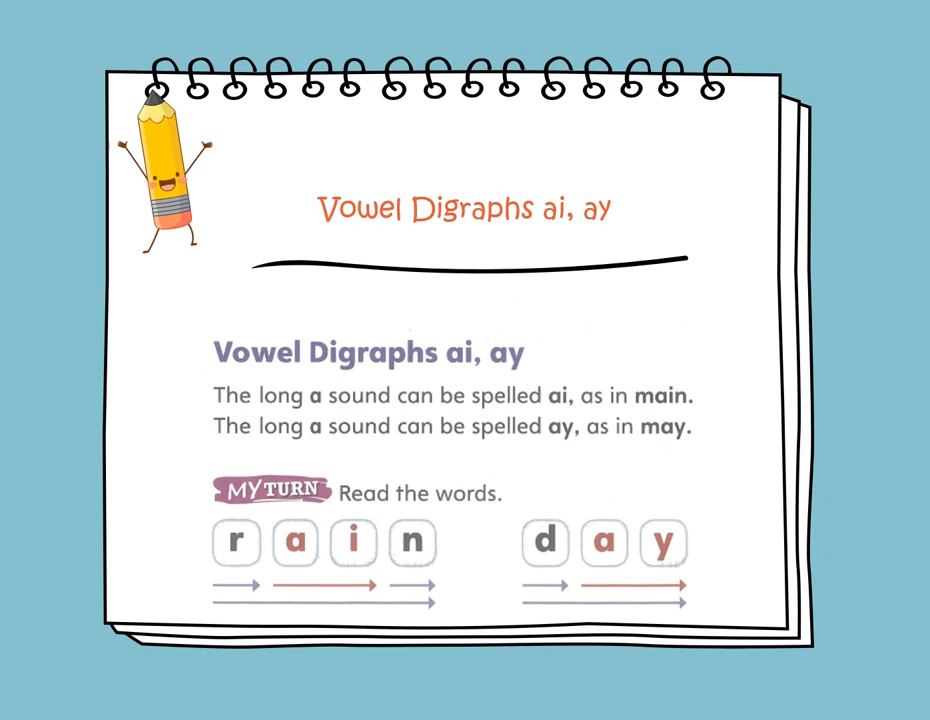 Vowel Digraphs ai, ay
Vowel Digraphs ai, ay
The long a sound can be spelled ai, as in main.
The long a sound can be spelled ay, as in may.
MY TURN Read the words.
r a i n d a y